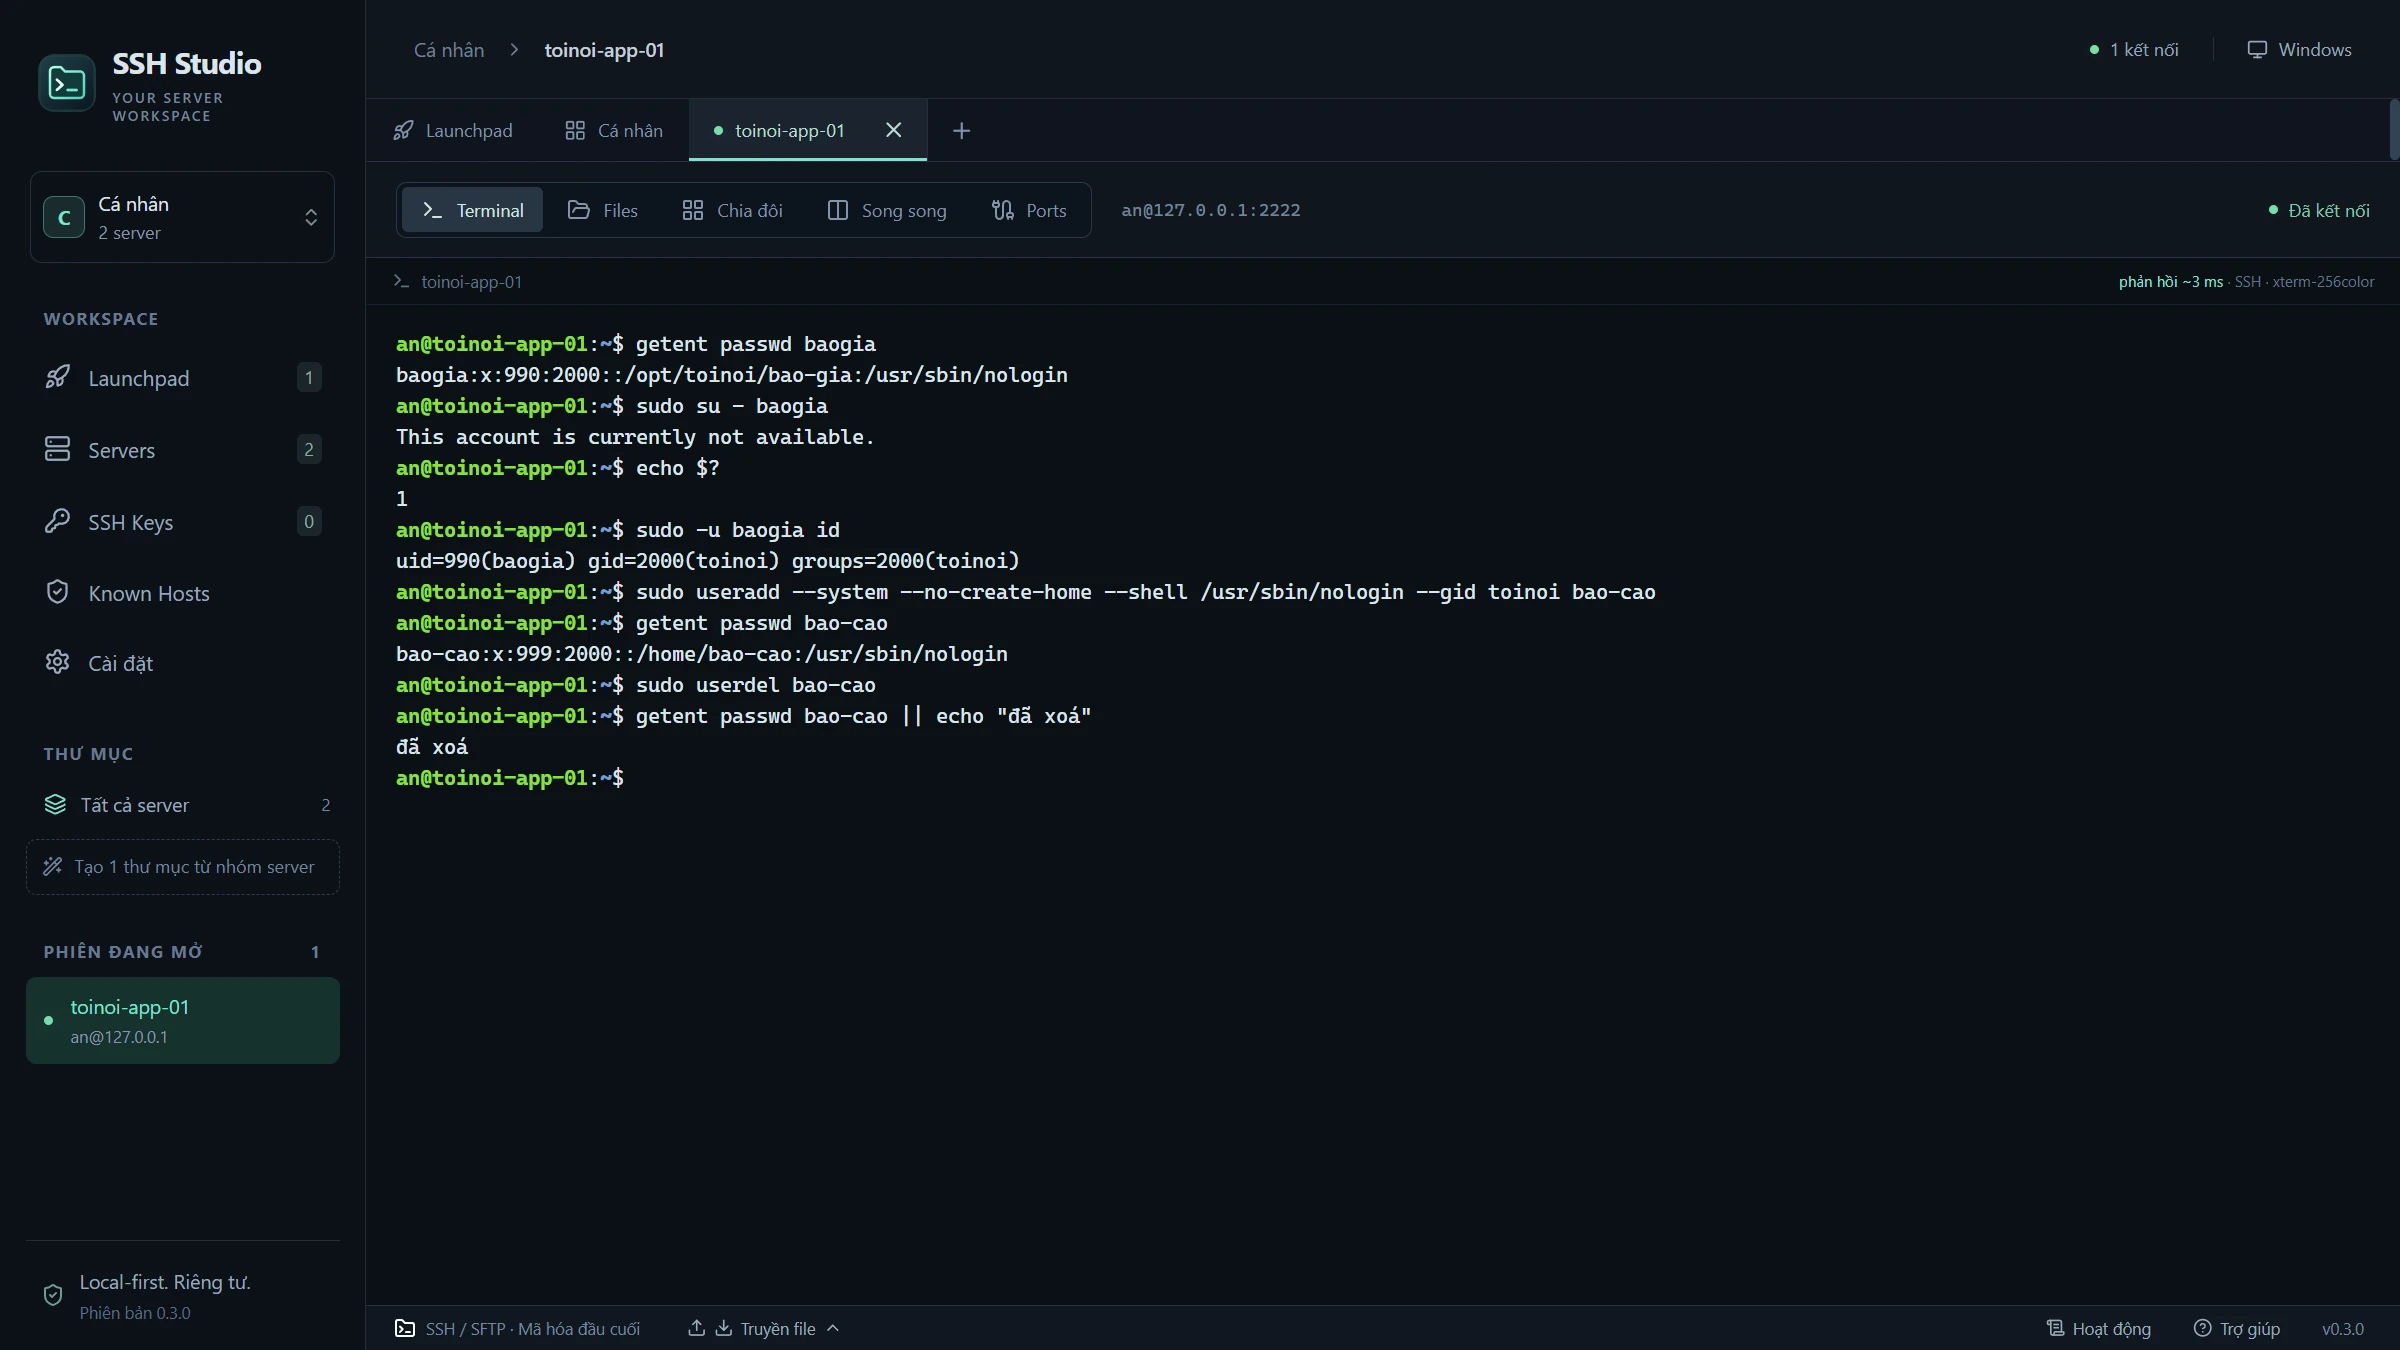 SSH Studio
YOUR SERVER
WORKSPACE
C
Cá nhân
2 server
WORKSPACE
Launchpad 1
Servers 2
SSH Keys 0
Known Hosts
Cài đặt
THƯ MỤC
Tất cả server 2
Tạo 1 thư mục từ nhóm server
PHIÊN ĐANG MỞ 1
toinoi-app-01
an@127.0.0.1
Local-first. Riêng tư.
Phiên bản 0.3.0
Cá nhân > toinoi-app-01
1 kết nối
Windows
Launchpad
Cá nhân
toinoi-app-01
Terminal
Files
Chia đôi
Song song
Ports
an@127.0.0.1:2222
Đã kết nối
toinoi-app-01
phản hồi ~3 ms · SSH · xterm-256color
an@toinoi-app-01:~$ getent passwd baogia
baogia:x:990:2000::/opt/toinoi/bao-gia:/usr/sbin/nologin
an@toinoi-app-01:~$ sudo su - baogia
This account is currently not available.
an@toinoi-app-01:~$ echo $?
1
an@toinoi-app-01:~$ sudo -u baogia id
uid=990(baogia) gid=2000(toinoi) groups=2000(toinoi)
an@toinoi-app-01:~$ sudo useradd --system --no-create-home --shell /usr/sbin/nologin --gid toinoi bao-cao
an@toinoi-app-01:~$ getent passwd bao-cao
bao-cao:x:999:2000::/home/bao-cao:/usr/sbin/nologin
an@toinoi-app-01:~$ sudo userdel bao-cao
an@toinoi-app-01:~$ getent passwd bao-cao || echo "đã xoá"
đã xoá
an@toinoi-app-01:~$
SSH / SFTP · Mã hóa đầu cuối
Truyền file
Hoạt động
Trợ giúp
v0.3.0